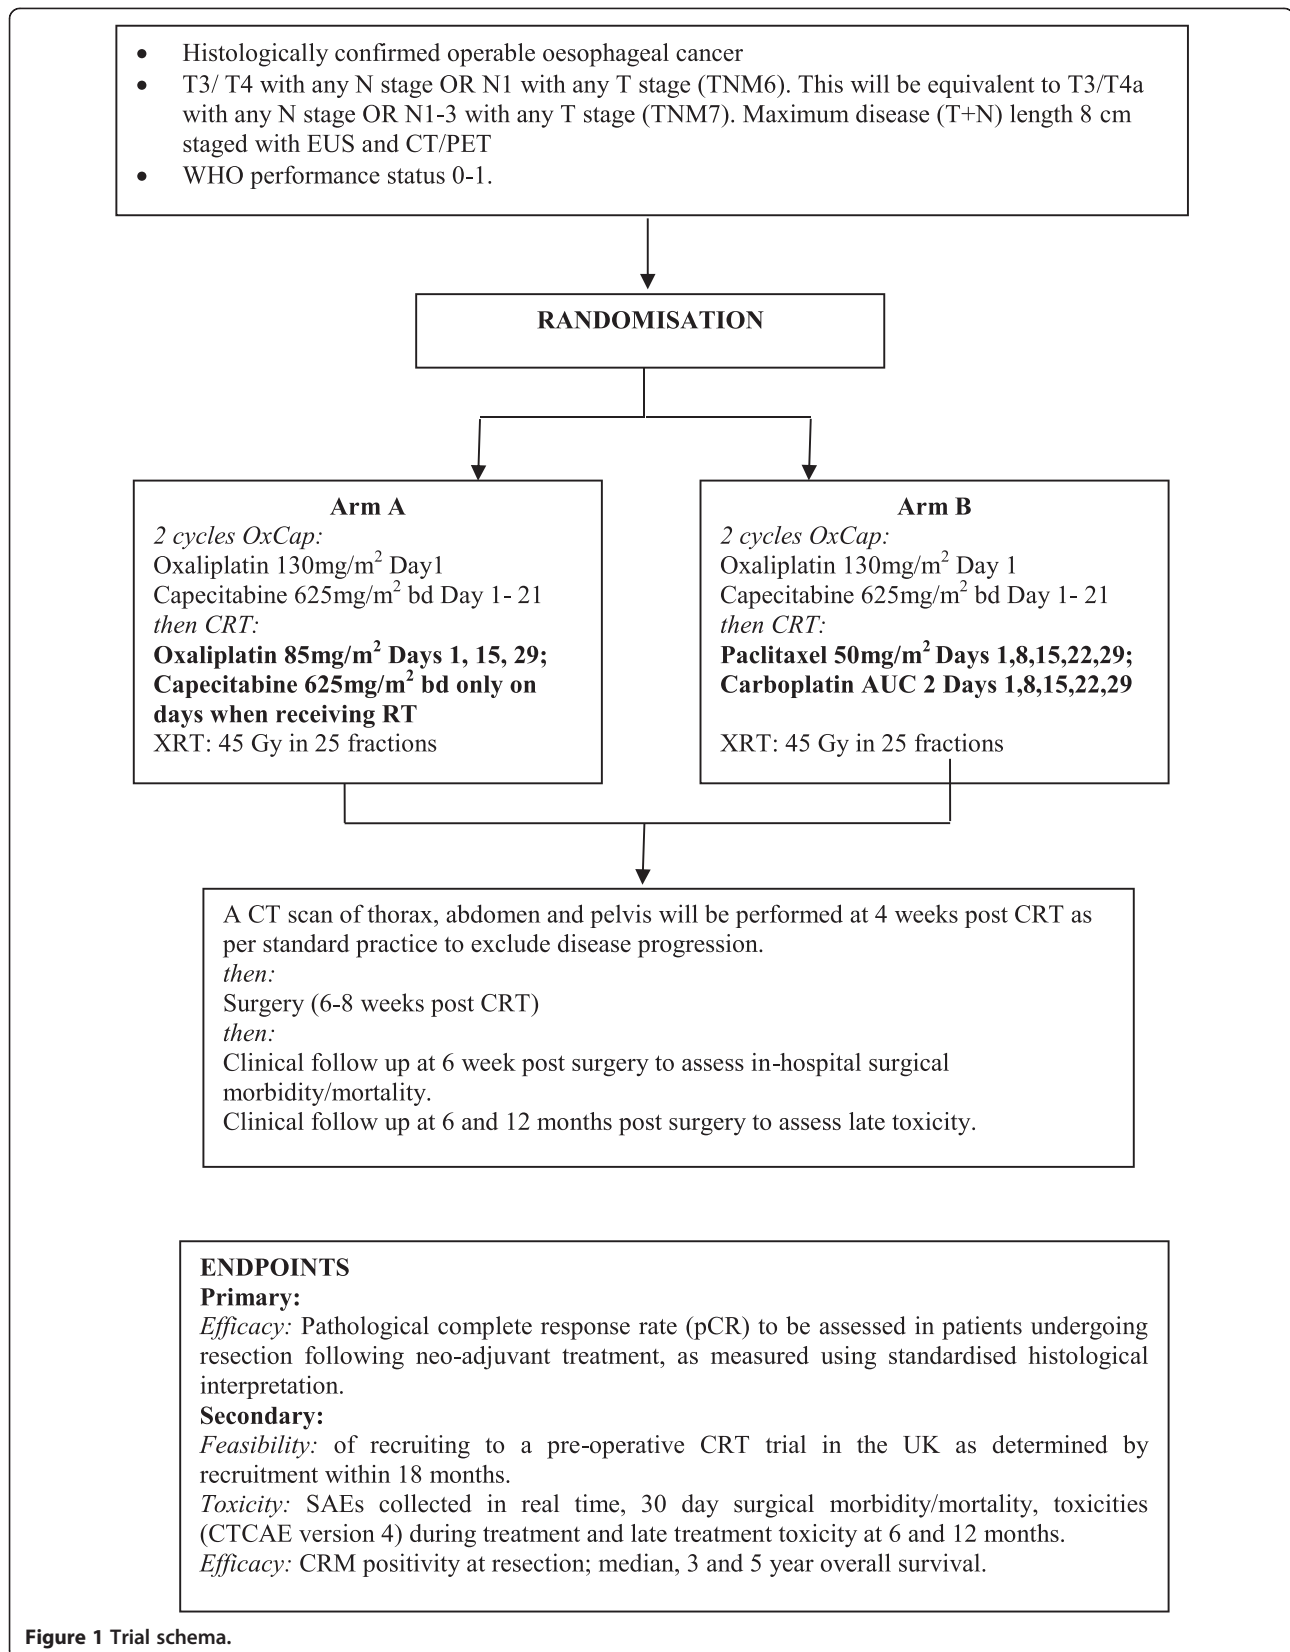 • Histologically confirmed operable oesophageal cancer
• T3/ T4 with any N stage OR N1 with any T stage (TNM6). This will be equivalent to T3/T4a
with any N stage OR N1-3 with any T stage (TNM7). Maximum disease (T+N) length 8 cm
staged with EUS and CT/PET
• WHO performance status 0-1.
RANDOMISATION
Arm A
2 cycles OxCap:
Oxaliplatin 130mg/m² Day1
Capecitabine 625mg/m² bd Day 1- 21
then CRT:
Oxaliplatin 85mg/m² Days 1, 15, 29;
Capecitabine 625mg/m² bd only on
days when receiving RT
XRT: 45 Gy in 25 fractions
Arm B
2 cycles OxCap:
Oxaliplatin 130mg/m² Day 1
Capecitabine 625mg/m² bd Day 1- 21
then CRT:
Paclitaxel 50mg/m² Days 1,8,15,22,29;
Carboplatin AUC 2 Days 1,8,15,22,29
XRT: 45 Gy in 25 fractions
A CT scan of thorax, abdomen and pelvis will be performed at 4 weeks post CRT as
per standard practice to exclude disease progression.
then:
Surgery (6-8 weeks post CRT)
then:
Clinical follow up at 6 week post surgery to assess in-hospital surgical
morbidity/mortality.
Clinical follow up at 6 and 12 months post surgery to assess late toxicity.
ENDPOINTS
Primary:
Efficacy: Pathological complete response rate (pCR) to be assessed in patients undergoing
resection following neo-adjuvant treatment, as measured using standardised histological
interpretation.
Secondary:
Feasibility: of recruiting to a pre-operative CRT trial in the UK as determined by
recruitment within 18 months.
Toxicity: SAEs collected in real time, 30 day surgical morbidity/mortality, toxicities
(CTCAE version 4) during treatment and late treatment toxicity at 6 and 12 months.
Efficacy: CRM positivity at resection; median, 3 and 5 year overall survival.
Figure 1 Trial schema.